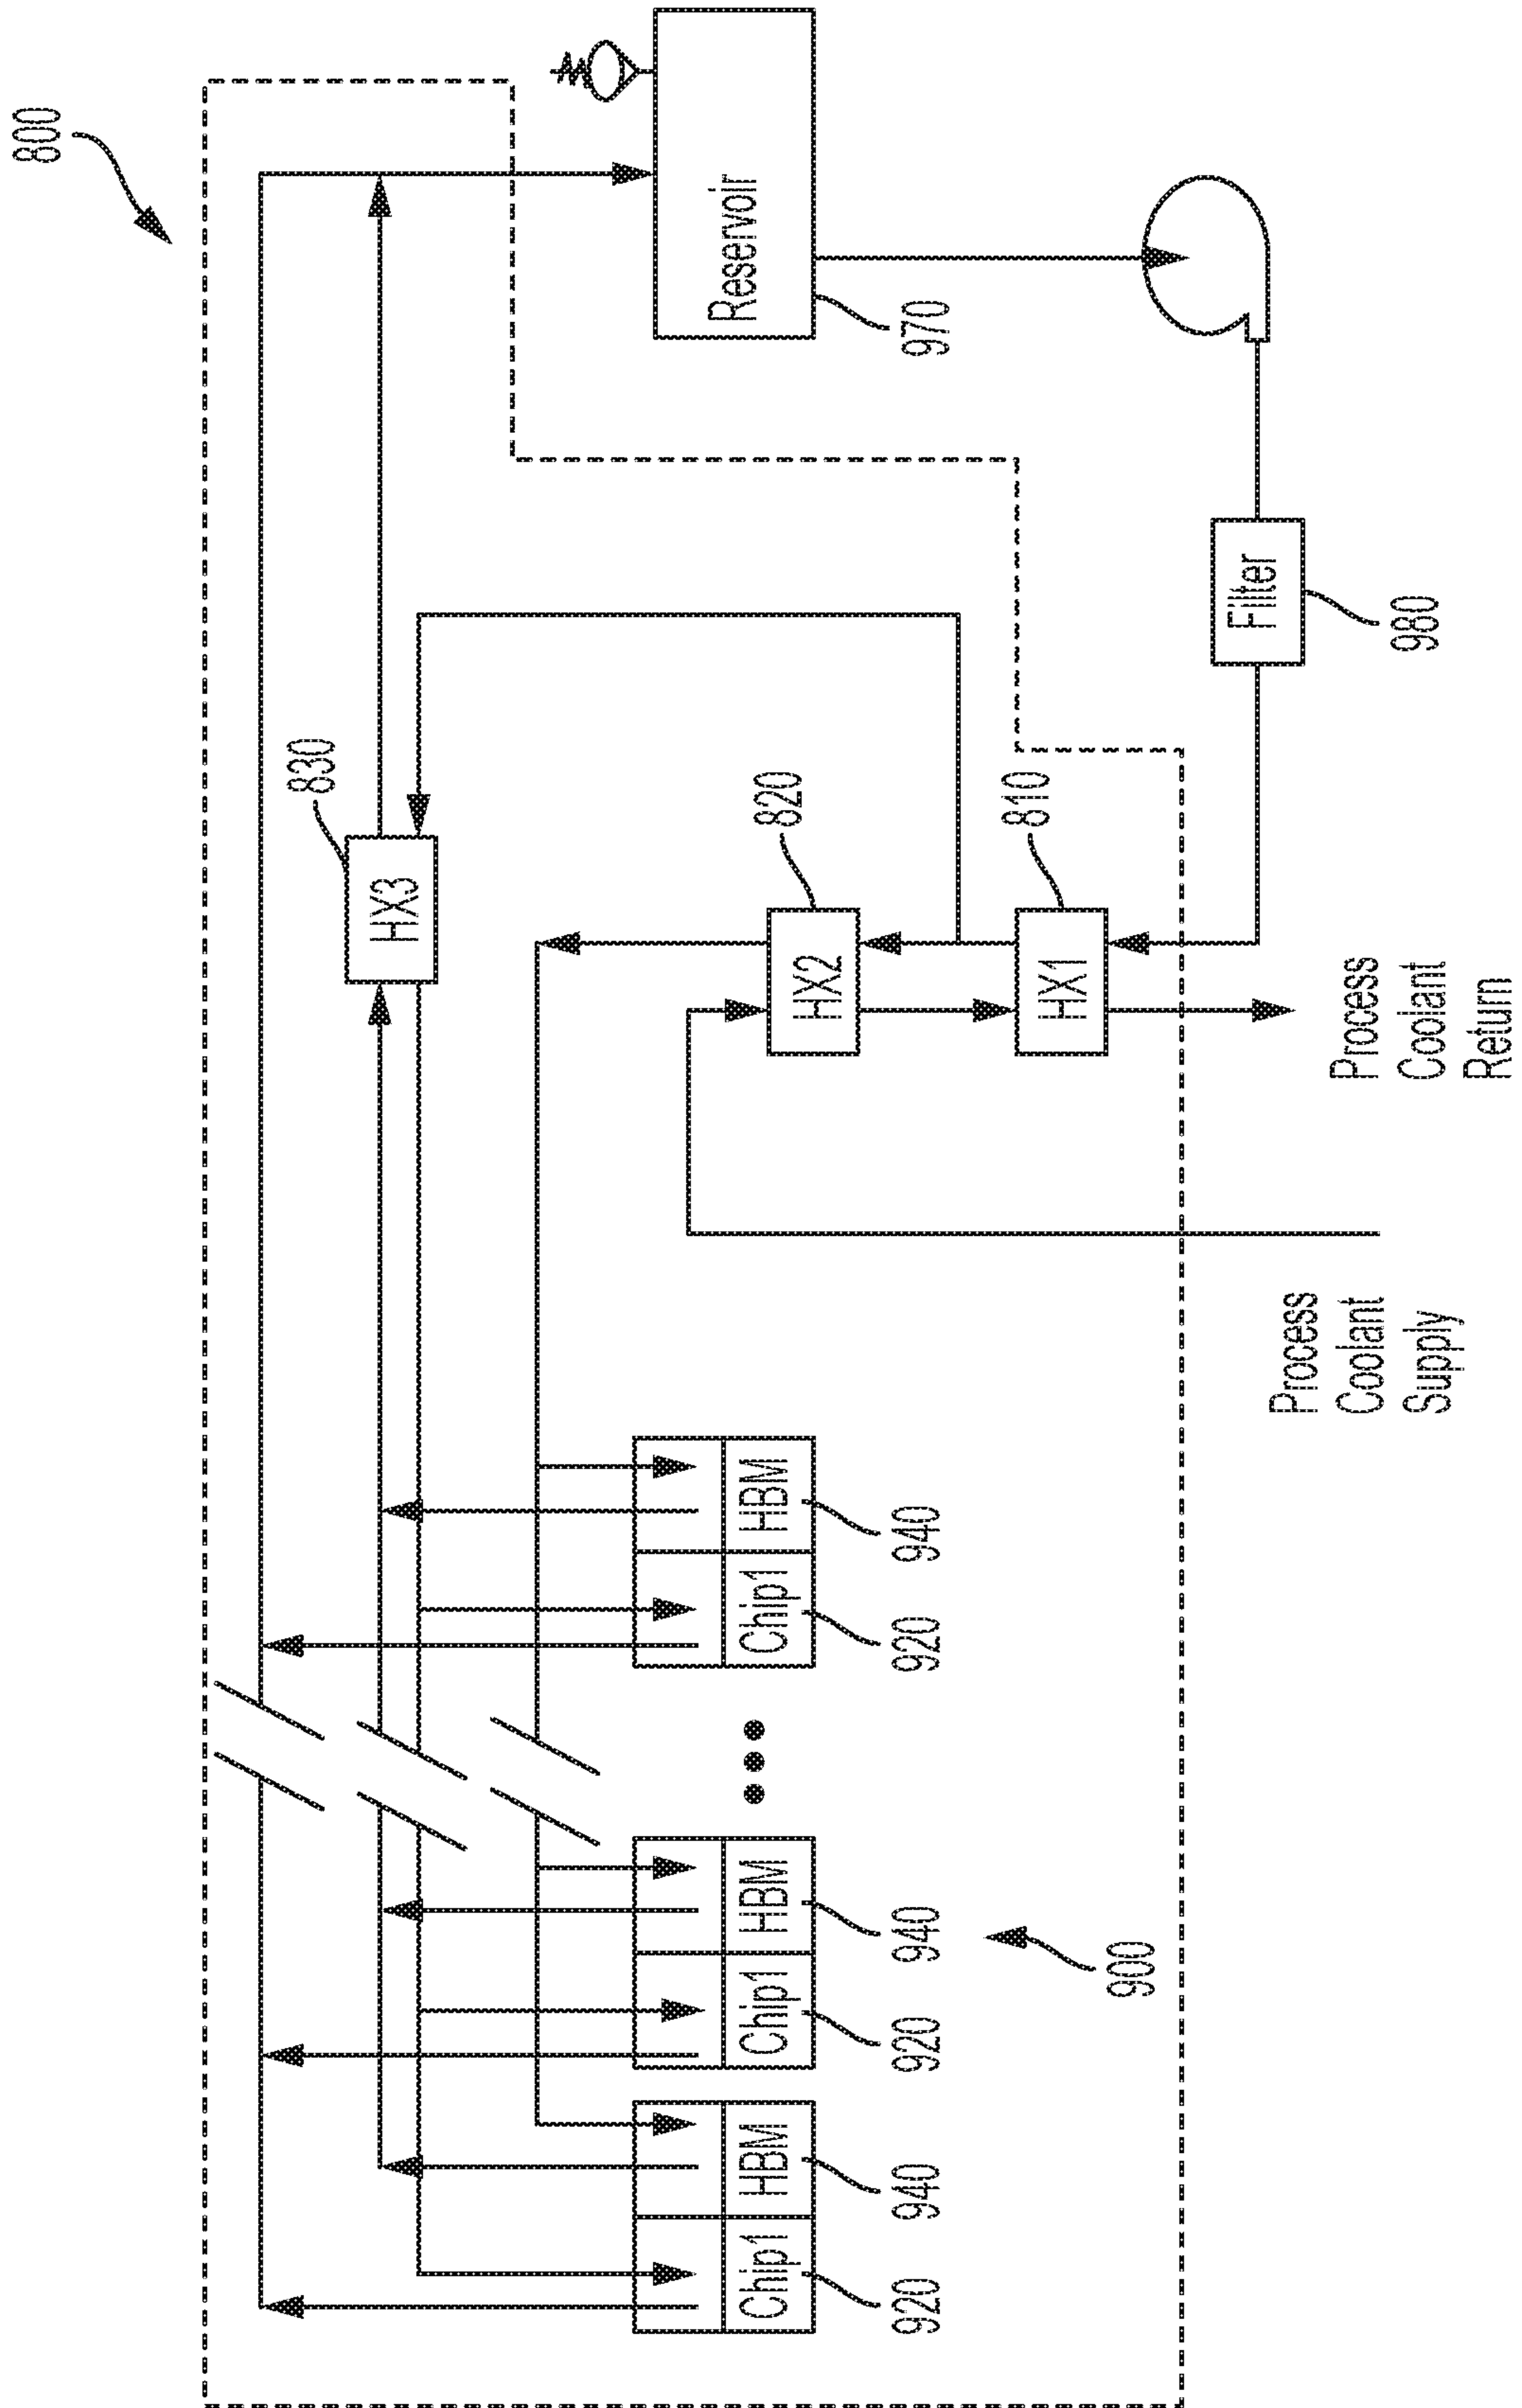 800
830
HX3
Reservoir
820
HX2
Chip1 HBM
Chip1 HBM
Chip1 HBM
920 940
920 940
920 940
970
810
HX1
900
Filter
980
Process
Coolant
Supply
Process
Coolant
Return